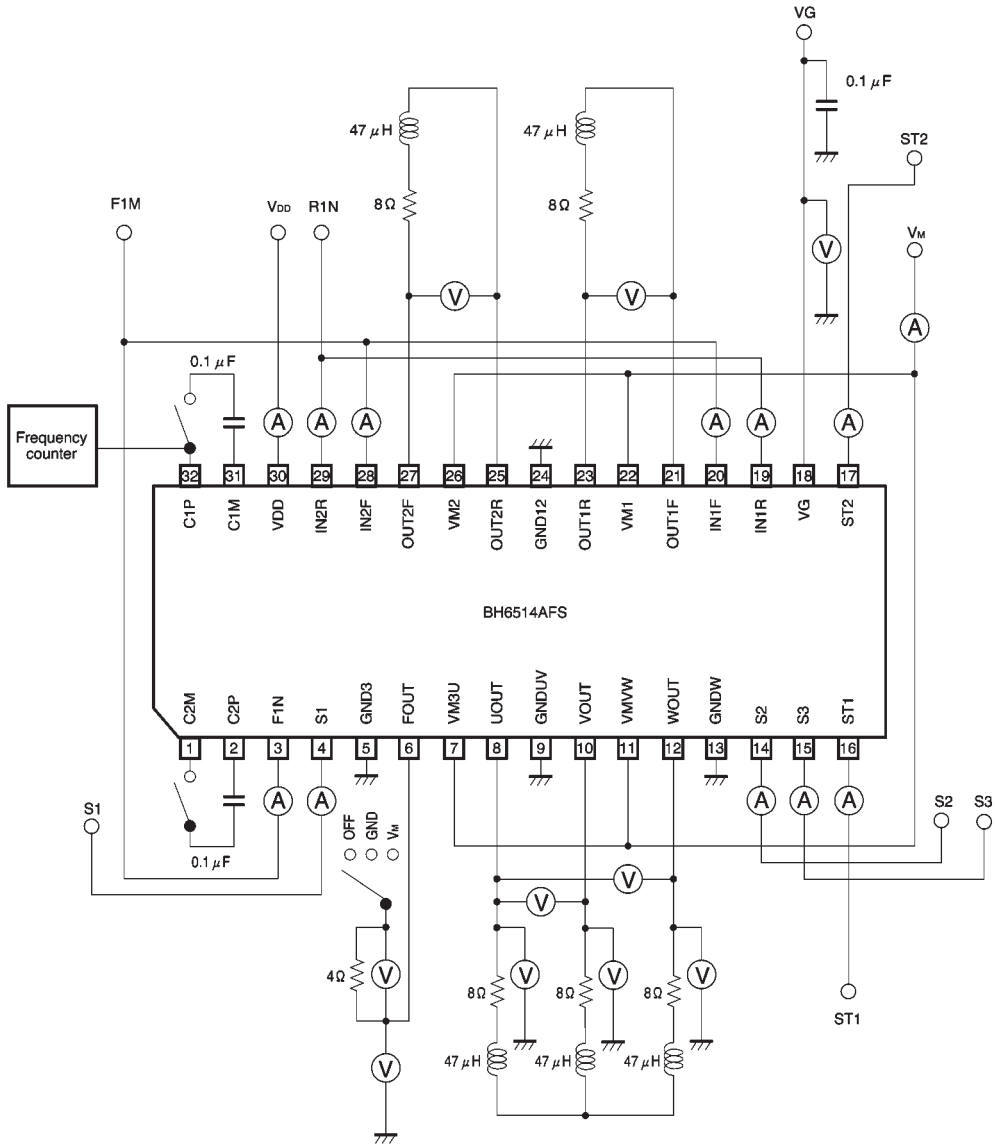 VG
0.1 μF
47 μH
47 μH
ST2
8Ω
8Ω
F1M
VDD
R1N
VM
V
V
V
A
0.1 μF
Frequency
counter
A
A
A
A
A
A
32
31
30
29
28
27
26
25
24
23
22
21
20
19
18
17
C1P
C1M
VDD
IN2R
IN2F
OUT2F
VM2
OUT2R
GND12
OUT1R
VM1
OUT1F
IN1F
IN1R
VG
ST2
BH6514AFS
C2M
C2P
F1N
S1
GND3
FOUT
VM3U
UOUT
GNDUV
VOUT
VMVW
WOUT
GNDW
S2
S3
ST1
1
2
3
4
5
6
7
8
9
10
11
12
13
14
15
16
A
A
A
A
A
S1
S2
S3
OFF
GND
VM
0.1 μF
V
V
4Ω
V
8Ω
V
8Ω
V
8Ω
V
ST1
47 μH
47 μH
47 μH
V